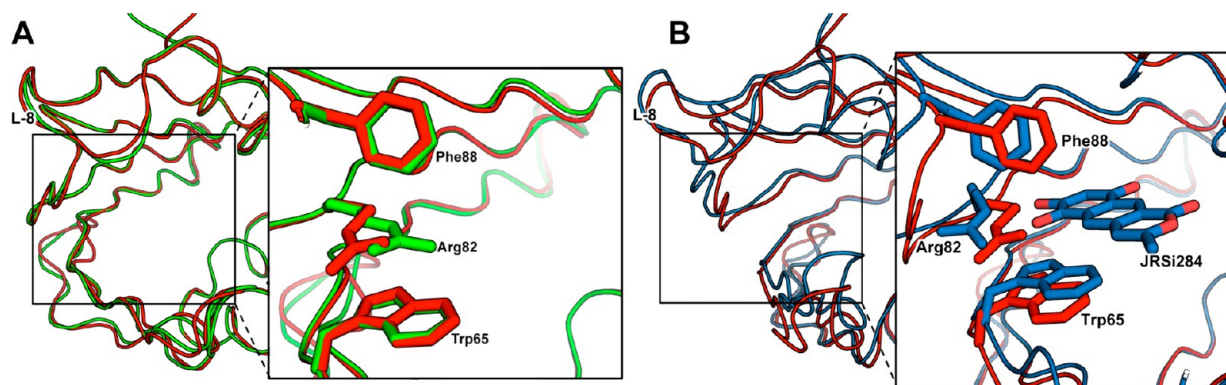 A
L-8
Phe88
Arg82
Trp65
B
L-8
Phe88
Arg82
JRSi284
Trp65